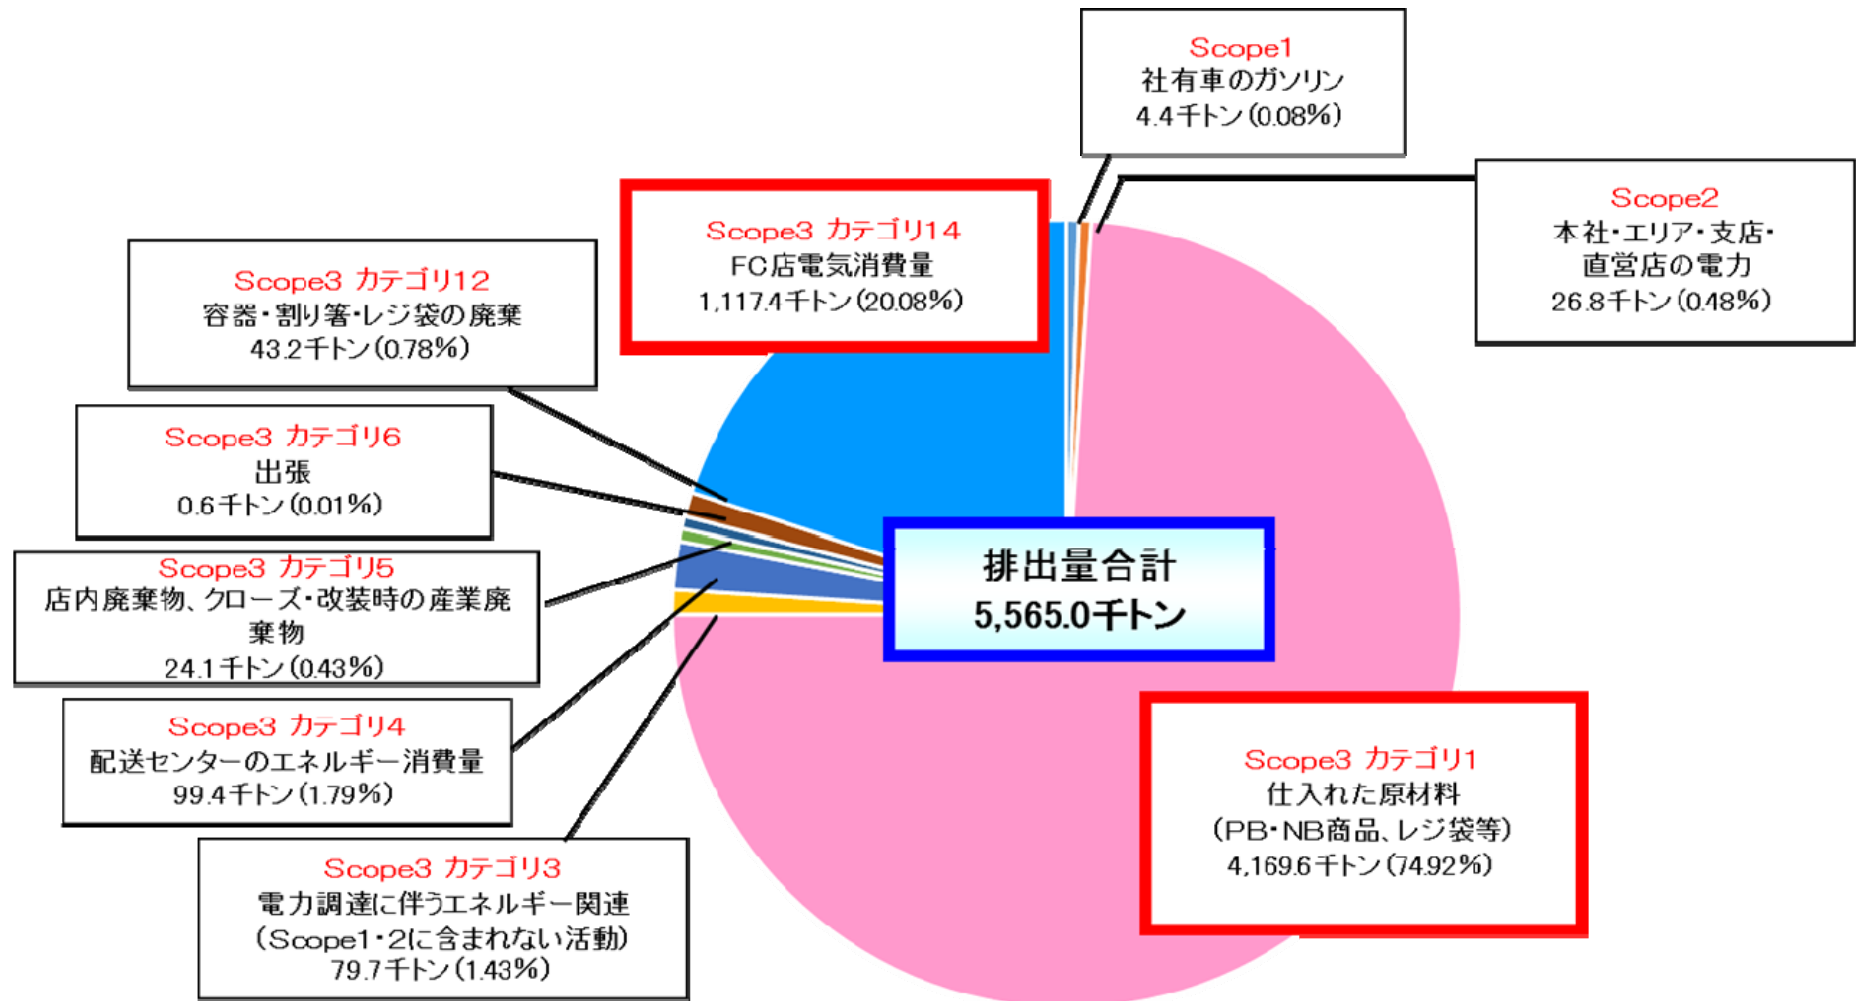 Scope1
社有車のガソリン
4.4千トン(0.08%)
Scope2
本社・エリア・支店・
直営店の電力
26.8千トン(0.48%)
Scope3 カテゴリ14
FC店電気消費量
1,117.4千トン(20.08%)
Scope3 カテゴリ12
容器・割り箸・レジ袋の廃棄
43.2千トン(0.78%)
Scope3 カテゴリ6
出張
0.6千トン(0.01%)
Scope3 カテゴリ5
店内廃棄物、クローズ・改装時の産業廃
棄物
24.1千トン(0.43%)
Scope3 カテゴリ4
配送センターのエネルギー消費量
99.4千トン(1.79%)
Scope3 カテゴリ3
電力調達に伴うエネルギー関連
(Scope1・2に含まれない活動)
79.7千トン(1.43%)
排出量合計
5,565.0千トン
Scope3 カテゴリ1
仕入れた原材料
(PB・NB商品、レジ袋等)
4,169.6千トン(74.92%)